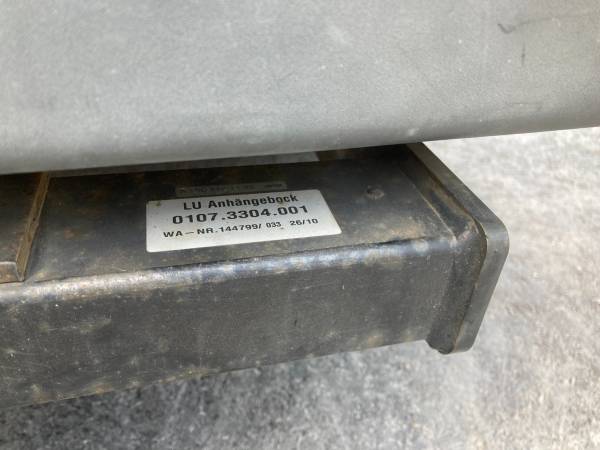 LU Anhängebock
0107.3304.001
WA-NR.144799/ 033 26/10